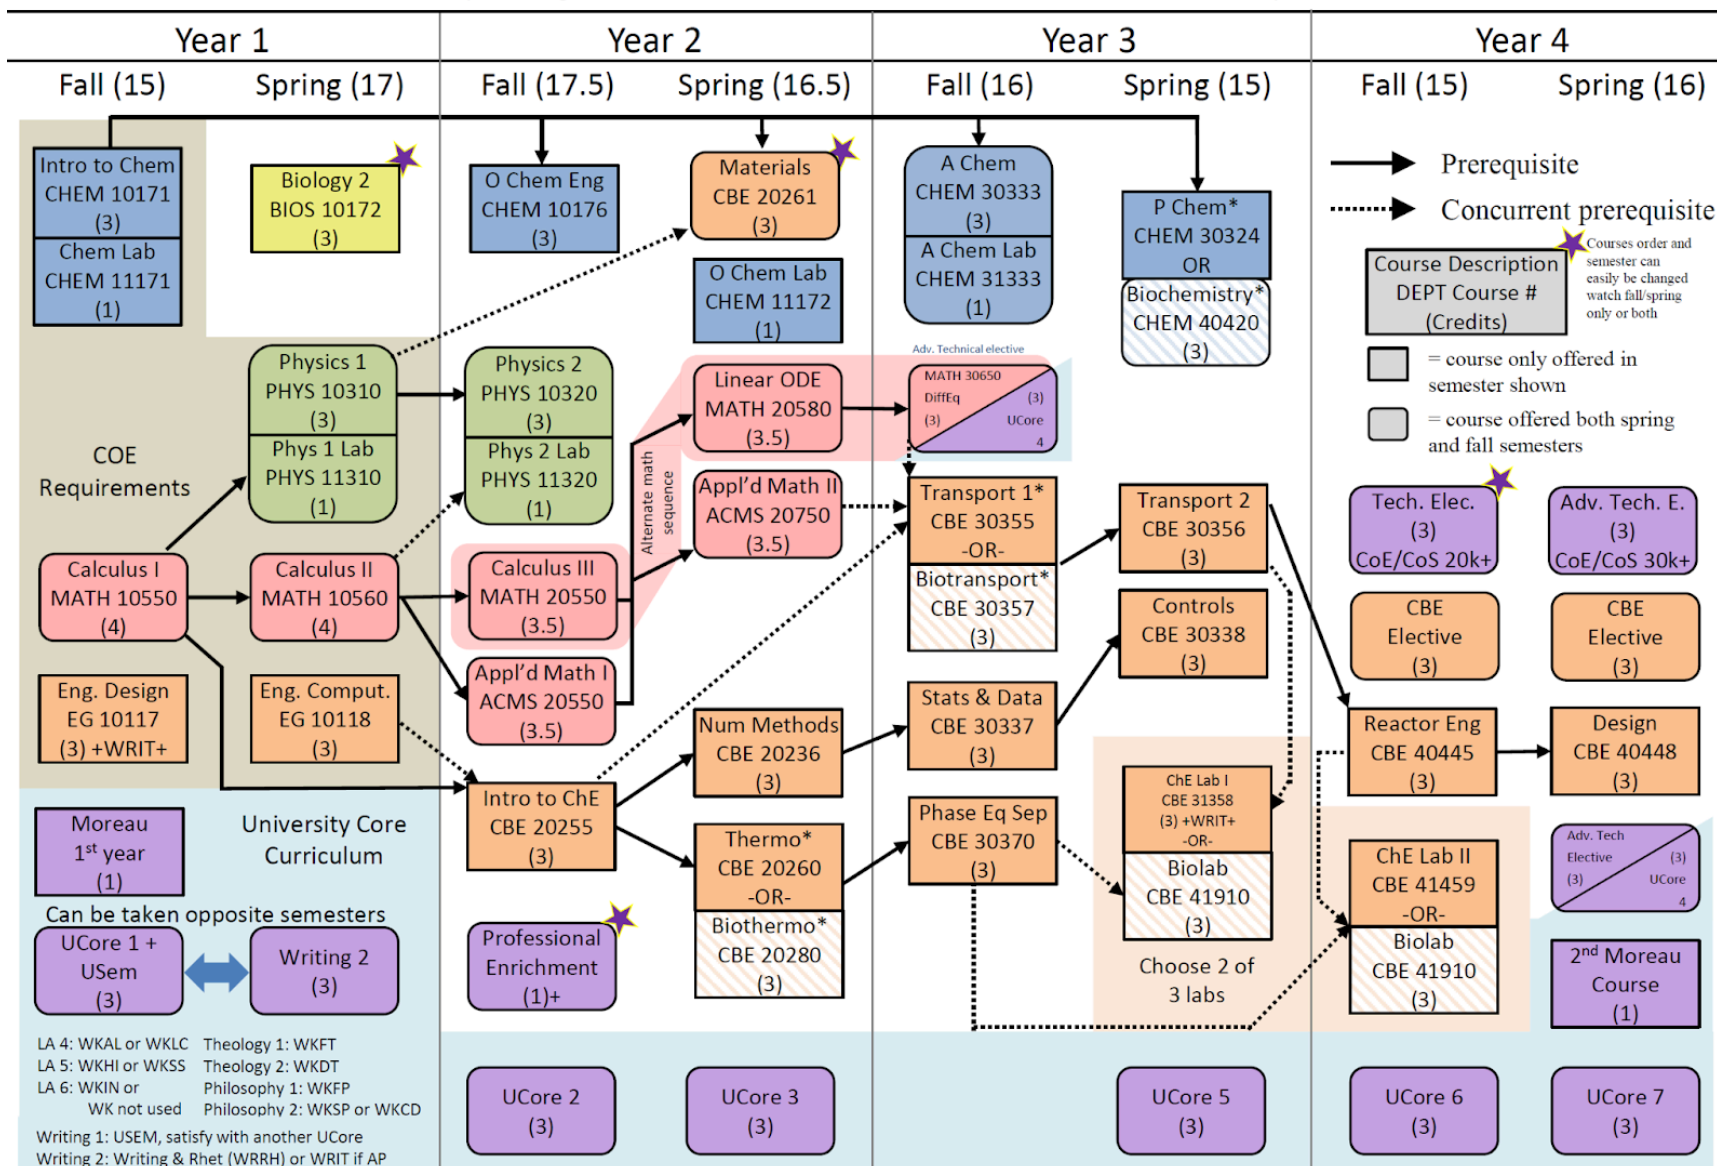 Year 1
Year 2
Year 3
Year 4
Fall (15)
Spring (17)
Fall (17.5)
Spring (16.5)
Fall (16)
Spring (15)
Fall (15)
Spring (16)
Intro to Chem
CHEM 10171
(3)
Chem Lab
CHEM 11171
(1)
COE
Requirements
Calculus I
MATH 10550
(4)
Eng. Design
EG 10117
(3) +WRIT+
Moreau
1st year
(1)
Biology 2
BIOS 10172
(3)
Physics 1
PHYS 10310
(3)
Phys 1 Lab
PHYS 11310
(1)
Calculus II
MATH 10560
(4)
Eng. Comput.
EG 10118
(3)
University Core
Curriculum
Can be taken opposite semesters
UCore 1 +
USem
(3)
Writing 2
(3)
LA 4: WKAL or WKLC
LA 5: WKHI or WKSS
LA 6: WKIN or
WK not used
Theology 1: WKFT
Theology 2: WKDT
Philosophy 1: WKFP
Philosophy 2: WKSP or WKCD
Writing 1: USEM, satisfy with another UCore
Writing 2: Writing & Rhet (WRRH) or WRIT if AP
O Chem Eng
CHEM 10176
(3)
Physics 2
PHYS 10320
(3)
Phys 2 Lab
PHYS 11320
(1)
Calculus III
MATH 20550
(3.5)
Appl'd Math I
ACMS 20550
(3.5)
Intro to ChE
CBE 20255
(3)
Professional
Enrichment
(1)+
UCore 2
(3)
Alternate math
sequence
Materials
CBE 20261
(3)
O Chem Lab
CHEM 11172
(1)
Linear ODE
MATH 20580
(3.5)
Appl'd Math II
ACMS 20750
(3.5)
Num Methods
CBE 20236
(3)
Thermo*
CBE 20260
-OR-
Biothermo*
CBE 20280
(3)
UCore 3
(3)
A Chem
CHEM 30333
(3)
A Chem Lab
CHEM 31333
(1)
Adv. Technical elective
MATH 30650
DiffEq
(3)
(3)
UCore
4
Transport 1*
CBE 30355
-OR-
Biotransport*
CBE 30357
(3)
Stats & Data
CBE 30337
(3)
Phase Eq Sep
CBE 30370
(3)
P Chem*
CHEM 30324
OR
Biochemistry*
CHEM 40420
(3)
Transport 2
CBE 30356
(3)
Controls
CBE 30338
(3)
ChE Lab I
CBE 31358
(3) +WRIT+
-OR-
Biolab
CBE 41910
(3)
Choose 2 of
3 labs
UCore 5
(3)
Prerequisite
Concurrent prerequisite
Course Description
DEPT Course #
(Credits)
Courses order and
semester can
easily be changed
watch fall/spring
only or both
= course only offered in
semester shown
= course offered both spring
and fall semesters
Tech. Elec.
(3)
CoE/CoS 20k+
CBE
Elective
(3)
Reactor Eng
CBE 40445
(3)
ChE Lab II
CBE 41459
-OR-
Biolab
CBE 41910
(3)
UCore 6
(3)
Adv. Tech. E.
(3)
CoE/CoS 30k+
CBE
Elective
(3)
Design
CBE 40448
(3)
Adv. Tech
Elective
(3)
(3)
UCore
4
2nd Moreau
Course
(1)
UCore 7
(3)